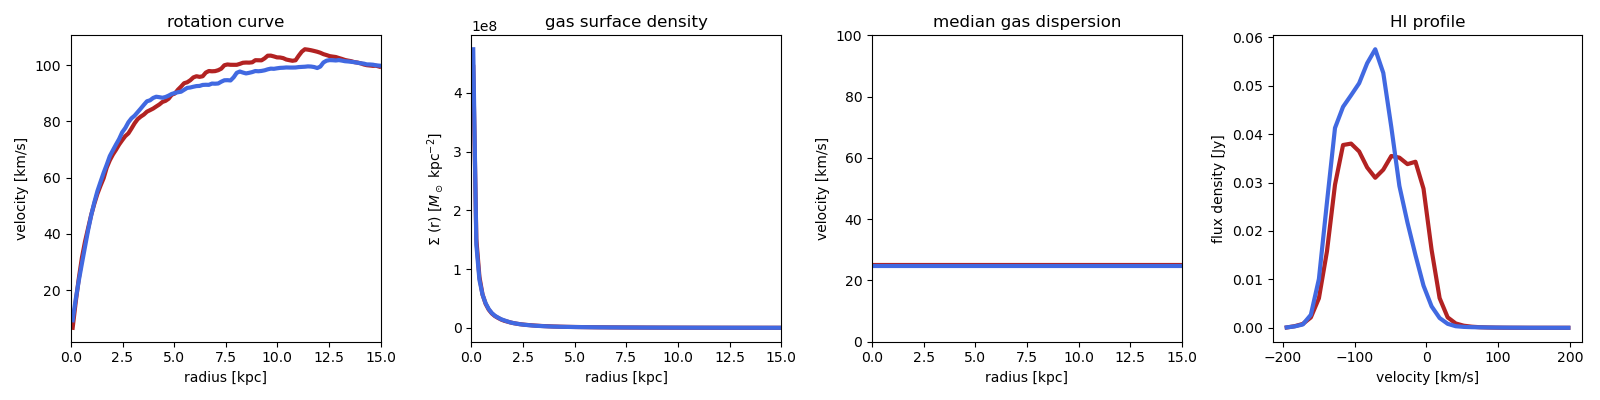 rotation curve
velocity [km/s]
100
80
60
40
20
0.0 2.5 5.0 7.5 10.0 12.5 15.0
radius [kpc]
gas surface density
1e8
Σ (r) [M⊙ kpc⁻²]
4
3
2
1
0
0.0 2.5 5.0 7.5 10.0 12.5 15.0
radius [kpc]
median gas dispersion
velocity [km/s]
100
80
60
40
20
0
0.0 2.5 5.0 7.5 10.0 12.5 15.0
radius [kpc]
HI profile
flux density [Jy]
0.06
0.05
0.04
0.03
0.02
0.01
0.00
−200 −100 0 100 200
velocity [km/s]